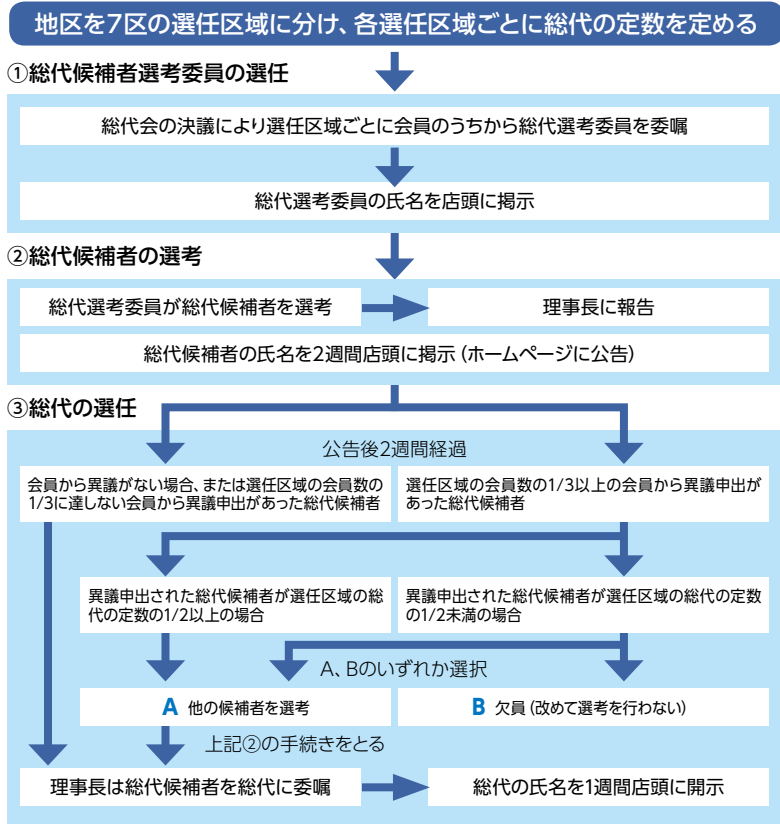 地区を7区の選任区域に分け、各選任区域ごとに総代の定数を定める
①総代候補者選考委員の選任
総代会の決議により選任区域ごとに会員のうちから総代選考委員を委嘱
総代選考委員の氏名を店頭に掲示
②総代候補者の選考
総代選考委員が総代候補者を選考
理事長に報告
総代候補者の氏名を2週間店頭に掲示（ホームページに公告）
③総代の選任
公告後2週間経過
会員から異議がない場合、または選任区域の会員数の
1/3に達しない会員から異議申出があった総代候補者
選任区域の会員数の1/3以上の会員から異議申出が
あった総代候補者
異議申出された総代候補者が選任区域の総
代の定数の1/2以上の場合
異議申出された総代候補者が選任区域の総代の定数
の1/2未満の場合
A、Bのいずれか選択
A 他の候補者を選考
B 欠員（改めて選考を行わない）
上記②の手続きをとる
理事長は総代候補者を総代に委嘱
総代の氏名を1週間店頭に開示